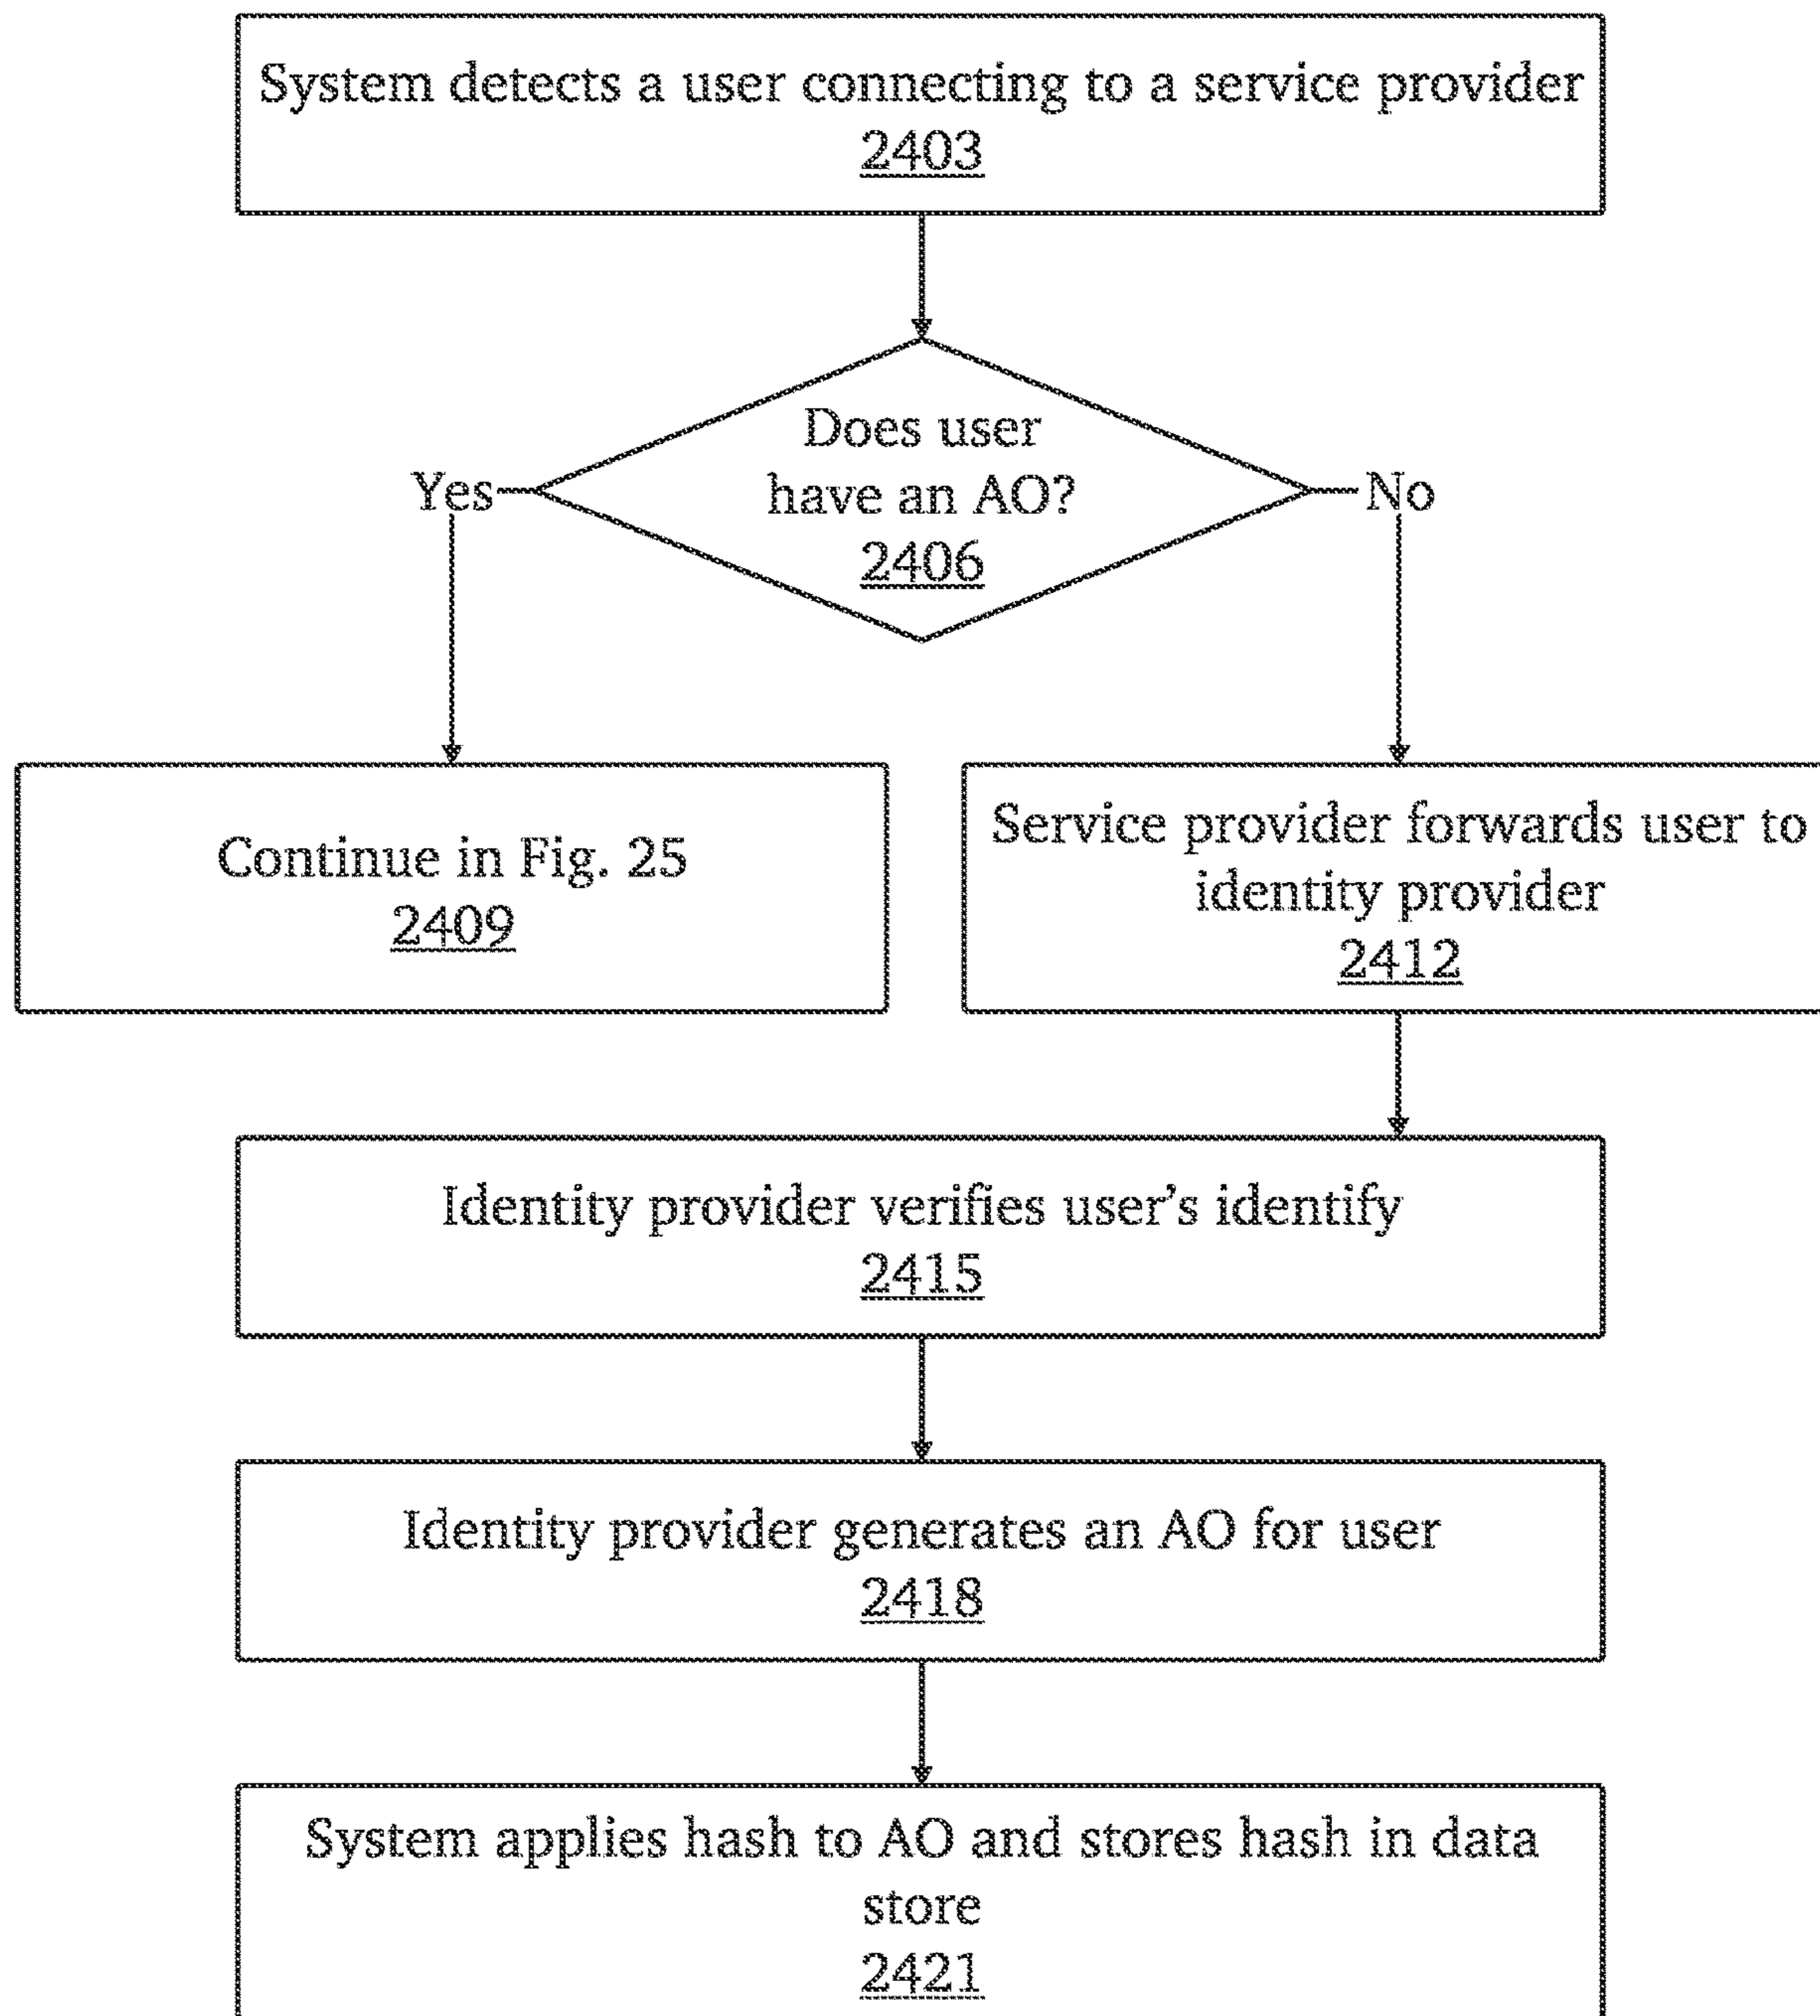 System detects a user connecting to a service provider
2403
Does user
have an AO?
2406
Yes
No
Continue in Fig. 25
2409
Service provider forwards user to
identity provider
2412
Identity provider verifies user's identify
2415
Identity provider generates an AO for user
2418
System applies hash to AO and stores hash in data
store
2421